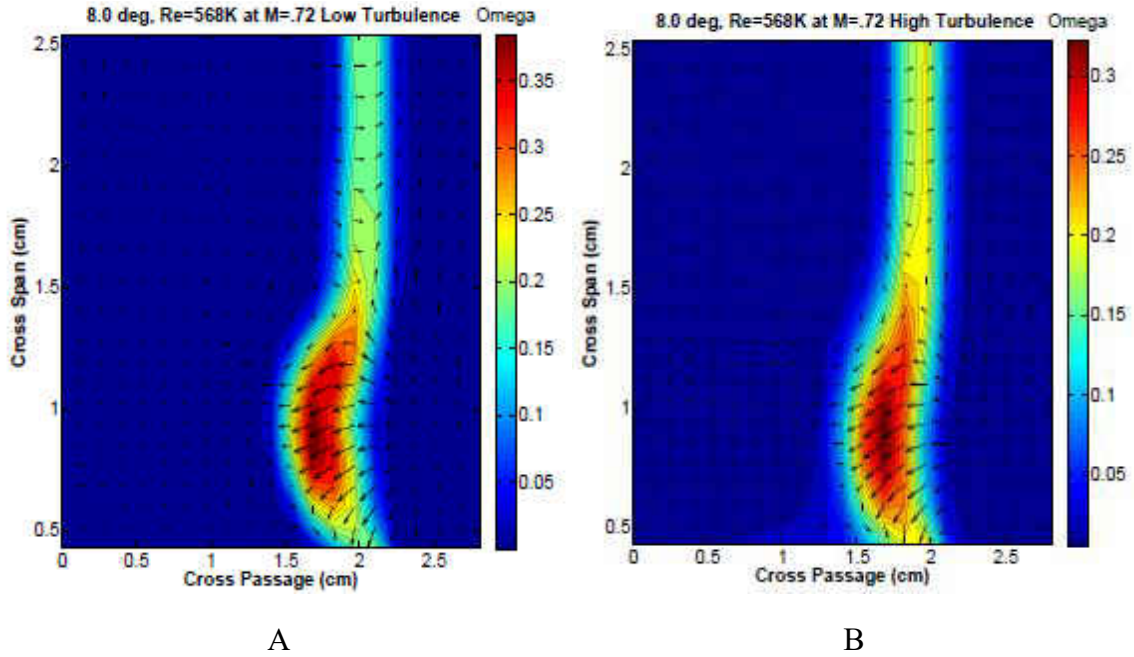 8.0 deg, Re=568K at M=.72 Low Turbulence Omega
2.5
2
1.5
1
0.5
Cross Span (cm)
0 0.5 1 1.5 2 2.5
Cross Passage (cm)
0.35
0.3
0.25
0.2
0.15
0.1
0.05
A
8.0 deg, Re=568K at M=.72 High Turbulence Omega
2.5
2
1.5
1
0.5
Cross Span (cm)
0 0.5 1 1.5 2 2.5
Cross Passage (cm)
0.3
0.25
0.2
0.15
0.1
0.05
B